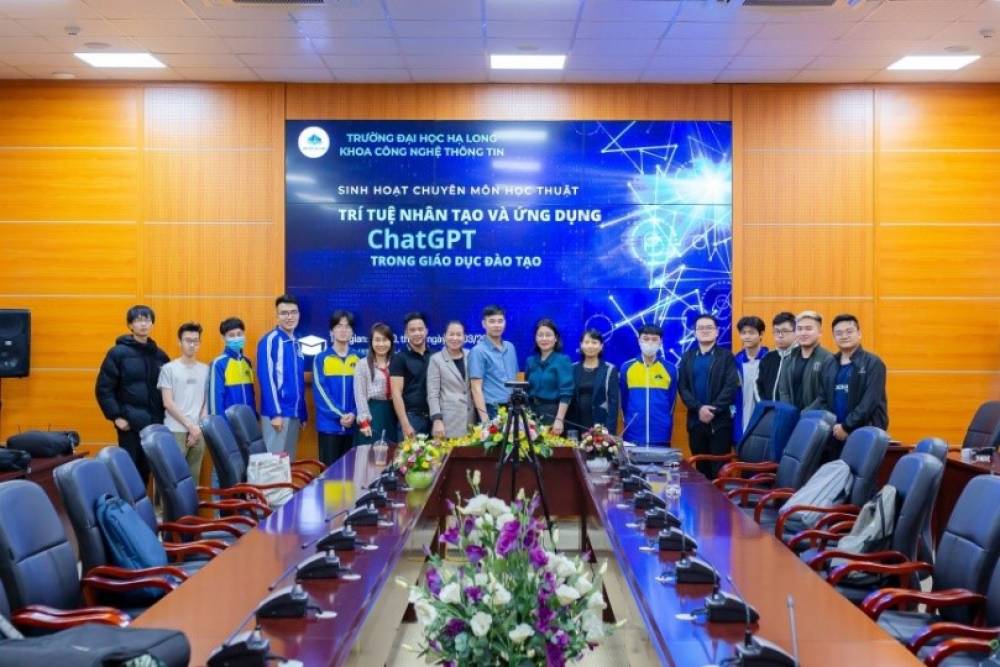 TRƯỜNG ĐẠI HỌC HẠ LONG
KHOA CÔNG NGHỆ THÔNG TIN
SINH HOẠT CHUYÊN MÔN HỌC THUẬT
TRÍ TUỆ NHÂN TẠO VÀ ỨNG DỤNG
ChatGPT
TRONG GIÁO DỤC ĐÀO TẠO